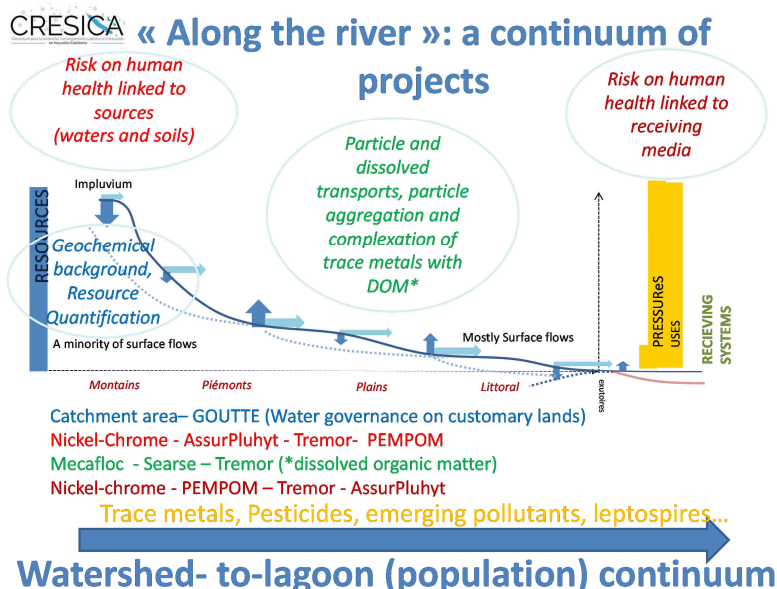 CRESICA
« Along the river »: a continuum of
projects
Risk on human
health linked to
sources
(waters and soils)
Risk on human
health linked to
receiving
media
Particle and
dissolved
transports, particle
aggregation and
complexation of
trace metals with
DOM*
Impluvium
RESOURCES
Geochemical
background,
Resource
Quantification
A minority of surface flows
Mostly Surface flows
PRESSUReS
USES
RECIEVING
SYSTEMS
Montains
Piémonts
Plains
Littoral
exutoires
Catchment area– GOUTTE (Water governance on customary lands)
Nickel-Chrome - AssurPluhyt - Tremor- PEMPOM
Mecafloc - Searse – Tremor (*dissolved organic matter)
Nickel-chrome - PEMPOM – Tremor - AssurPluhyt
Trace metals, Pesticides, emerging pollutants, leptospires…
Watershed- to-lagoon (population) continuum